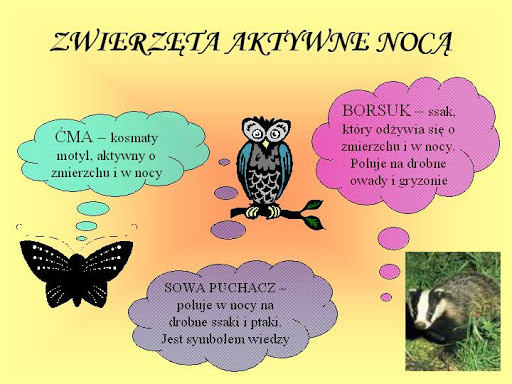 ZWIERZĘTA AKTYWNE NOCĄ
ĆMA – kosmaty
motyl, aktywny o
zmierzchu i w nocy
BORSUK – ssak,
który odżywia się o
zmierzchu i w nocy.
Poluje na drobne
owady i gryzonie
SOWA PUCHACZ –
poluje w nocy na
drobne ssaki i ptaki.
Jest symbolem wiedzy